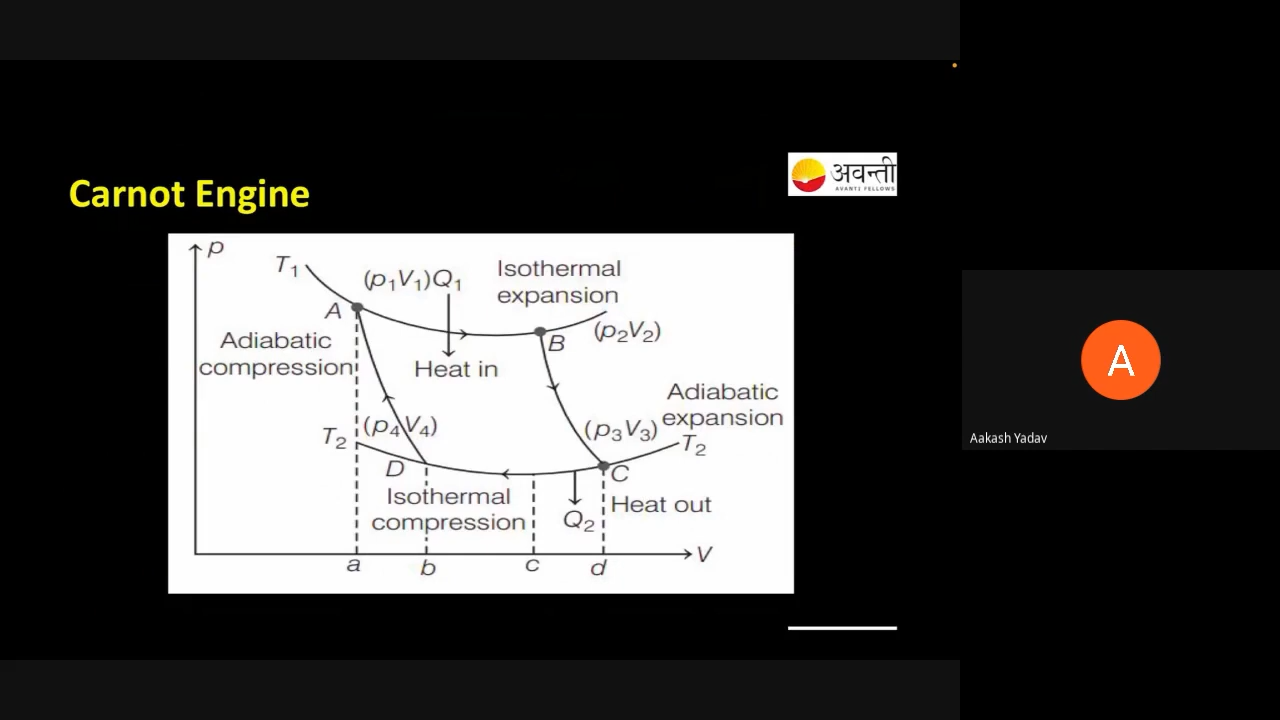 अवन्ती
AVANTI FELLOWS
Carnot Engine
p
T₁
(p₁V₁)Q₁
Isothermal
expansion
A
(p₂V₂)
B
Adiabatic
compression
Heat in
Adiabatic
expansion
(p₄V₄)
(p₃V₃)
T₂
T₂
D
C
Isothermal
compression
Heat out
Q₂
V
a
b
c
d
A
Aakash Yadav